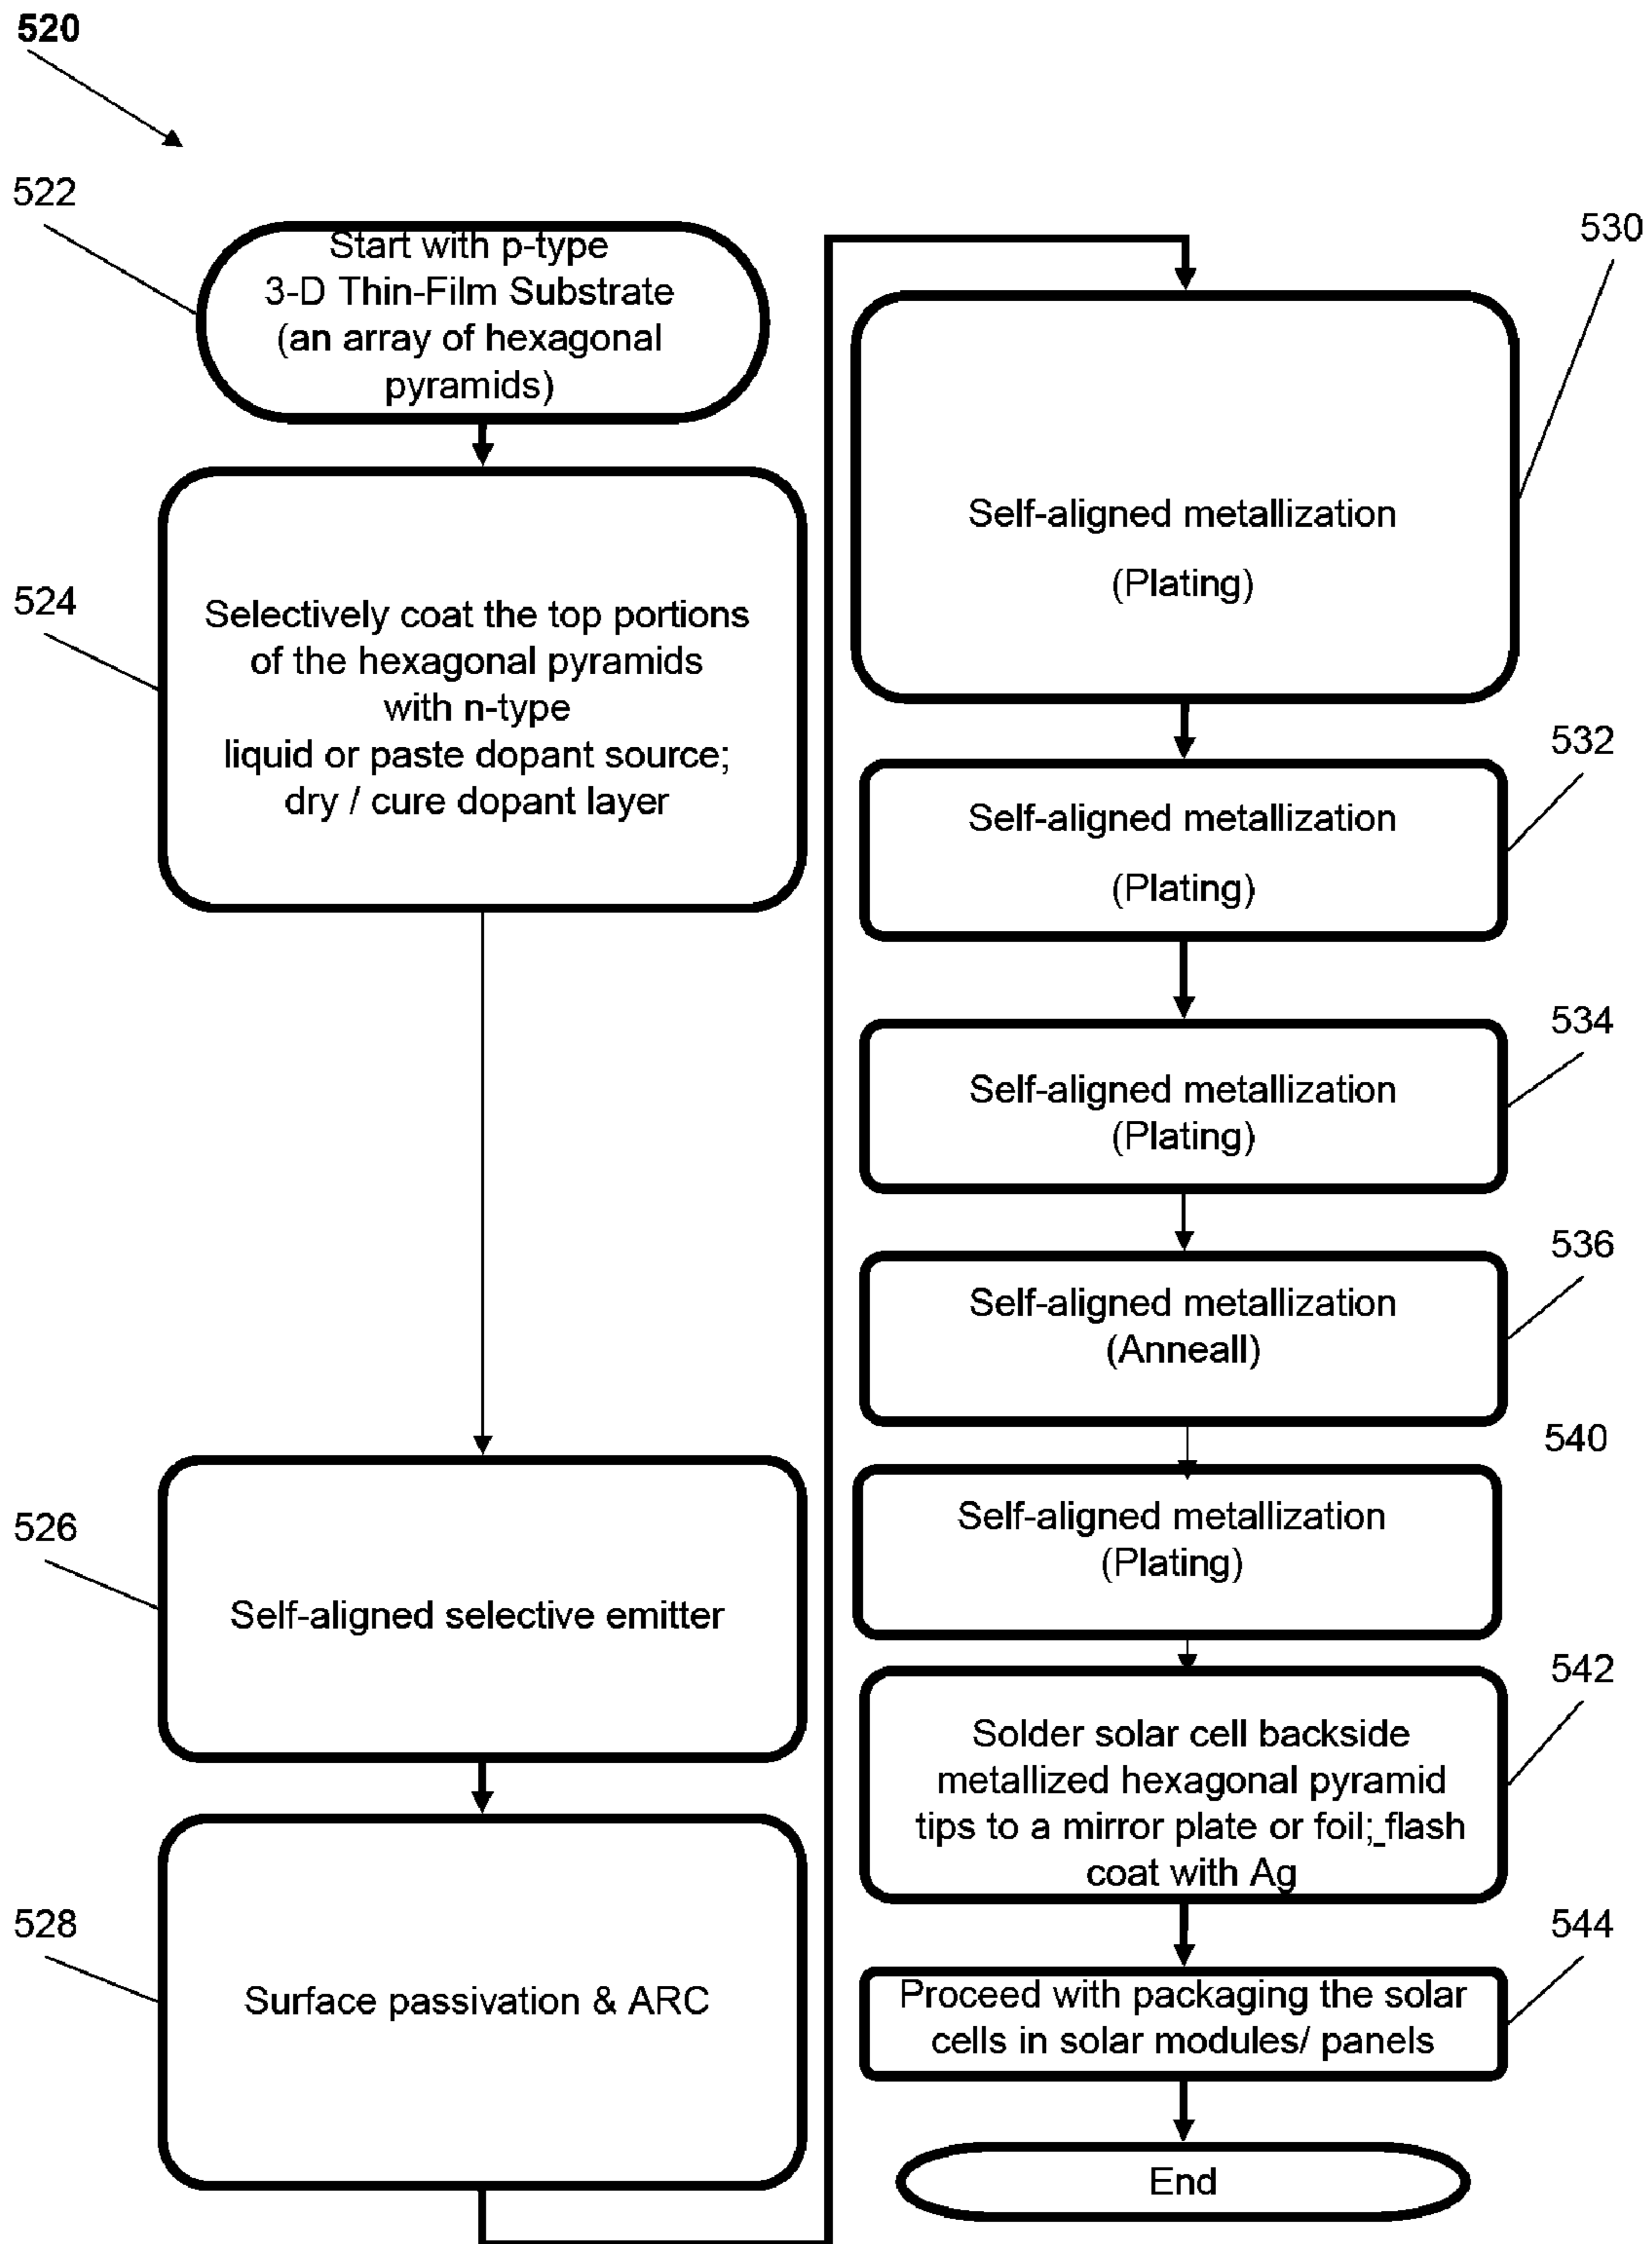 520
522
Start with p-type
3-D Thin-Film Substrate
(an array of hexagonal
pyramids)
524
Selectively coat the top portions
of the hexagonal pyramids
with n-type
liquid or paste dopant source;
dry / cure dopant layer
526
Self-aligned selective emitter
528
Surface passivation & ARC
530
Self-aligned metallization
(Plating)
532
Self-aligned metallization
(Plating)
534
Self-aligned metallization
(Plating)
536
Self-aligned metallization
(Anneall)
540
Self-aligned metallization
(Plating)
542
Solder solar cell backside
metallized hexagonal pyramid
tips to a mirror plate or foil; flash
coat with Ag
544
Proceed with packaging the solar
cells in solar modules/ panels
End